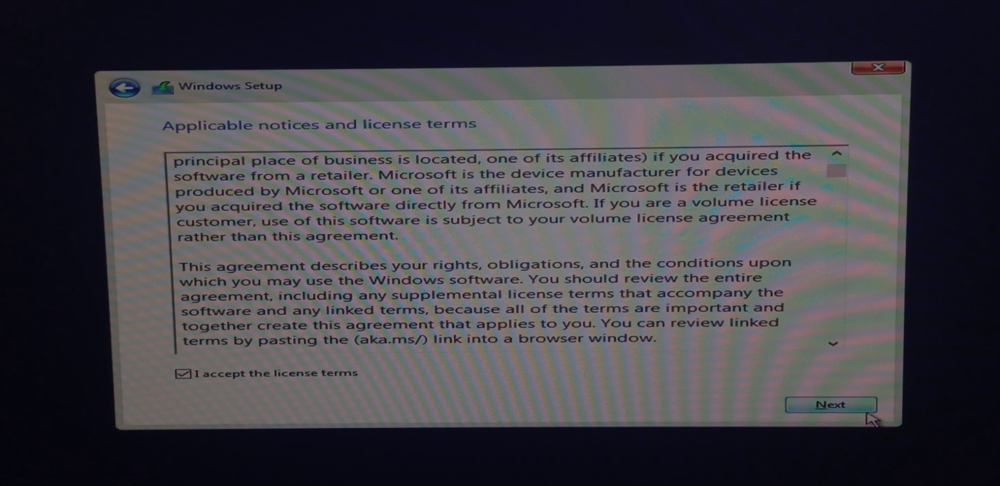 Windows Setup
Applicable notices and license terms
principal place of business is located, one of its affiliates) if you acquired the
software from a retailer. Microsoft is the device manufacturer for devices
produced by Microsoft or one of its affiliates, and Microsoft is the retailer if
you acquired the software directly from Microsoft. If you are a volume license
customer, use of this software is subject to your volume license agreement
rather than this agreement.
This agreement describes your rights, obligations, and the conditions upon
which you may use the Windows software. You should review the entire
agreement, including any supplemental license terms that accompany the
software and any linked terms, because all of the terms are important and
together create this agreement that applies to you. You can review linked
terms by pasting the (aka.ms/) link into a browser window.
I accept the license terms
Next